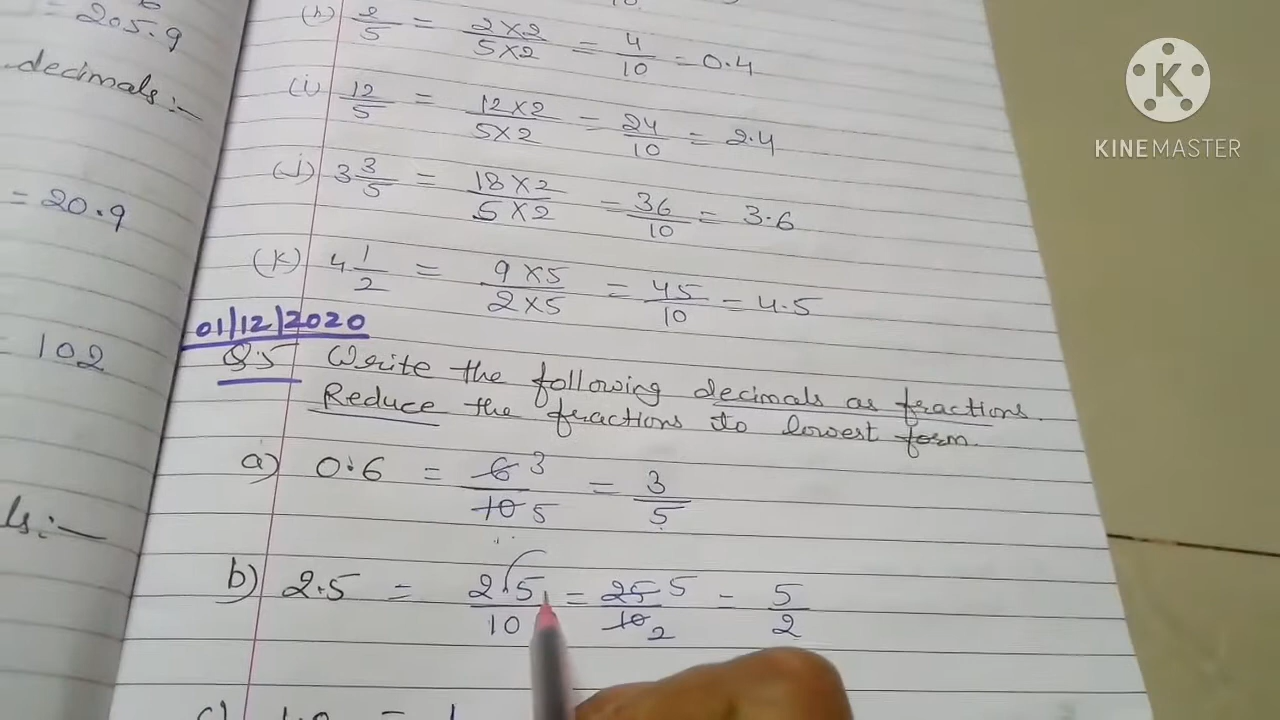 = 205.9
decimals:-
= 20.9
= 102
ls:-
(h) 2/5 = 2×2/5×2 = 4/10 = 0.4
(i) 12/5 = 12×2/5×2 = 24/10 = 2.4
(j) 3 3/5 = 18×2/5×2 = 36/10 = 3.6
(K) 4 1/2 = 9×5/2×5 = 45/10 = 4.5
01/12/2020
Q.5 Write the following decimals as fractions.
Reduce the fractions to lowest form.
a) 0.6 = 6 3/10 5 = 3/5
b) 2.5 = 2.5/10 = 25 5/10 2 = 5/2
c)
K
KINEMASTER